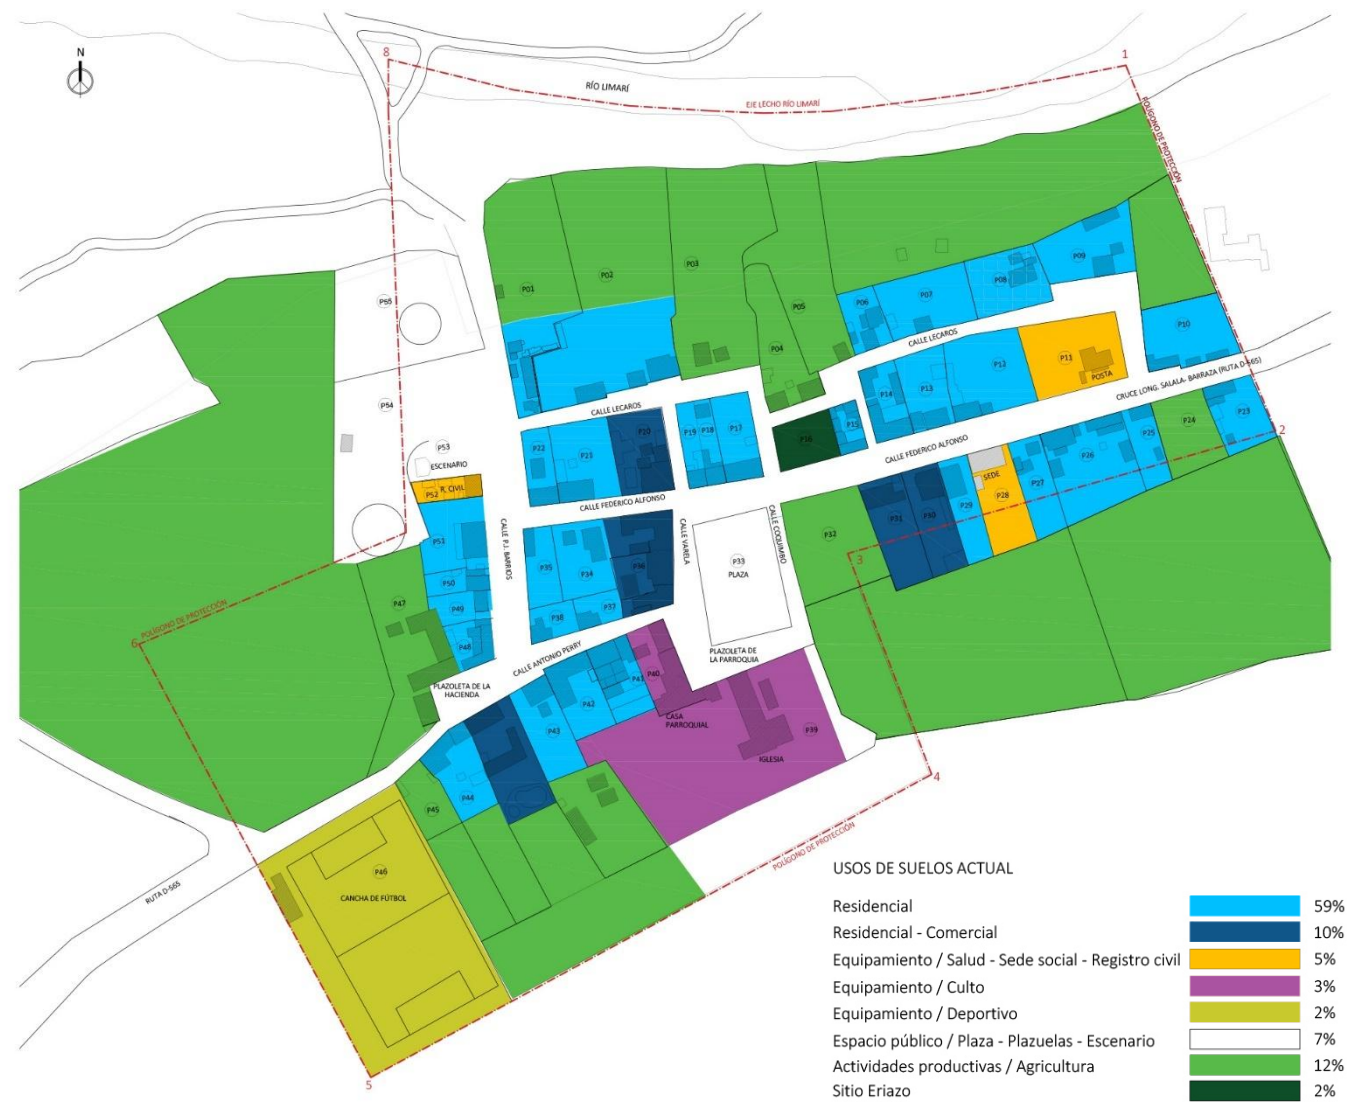 N
8
1
RÍO LIMARÍ
EJE LECHO RÍO LIMARÍ
POLÍGONO DE PROTECCIÓN
P01
P02
P03
P04
P05
P06
P07
P08
P09
P10
P55
CALLE LECAROS
P11
POSTA
P12
P13
P14
P15
P16
CRUCE LONG. SALALA- BARRAZA (RUTA D-565)
P54
CALLE LECAROS
P17
P18
P19
P20
P21
P22
P23
2
P24
P25
P26
P27
CALLE FEDERICO ALFONSO
P53
ESCENARIO
R. CIVIL
P52
SEDE
P28
P29
P30
P31
P32
CALLE FEDERICO ALFONSO
CALLE P.J. BARRIOS
CALLE VARELA
CALLE COQUIMBO
P33
PLAZA
3
P34
P35
P36
P37
P38
P51
P50
P49
P48
P47
6
POLÍGONO DE PROTECCIÓN
CALLE ANTONIO PERRY
PLAZOLETA DE
LA PARROQUIA
PLAZOLETA DE LA
HACIENDA
P40
P41
P42
P43
CASA
PARROQUIAL
P39
IGLESIA
4
P44
P45
POLÍGONO DE PROTECCIÓN
P46
CANCHA DE FÚTBOL
RUTA D-565
5
USOS DE SUELOS ACTUAL
Residencial 59%
Residencial - Comercial 10%
Equipamiento / Salud - Sede social - Registro civil 5%
Equipamiento / Culto 3%
Equipamiento / Deportivo 2%
Espacio público / Plaza - Plazuelas - Escenario 7%
Actividades productivas / Agricultura 12%
Sitio Eriazo 2%